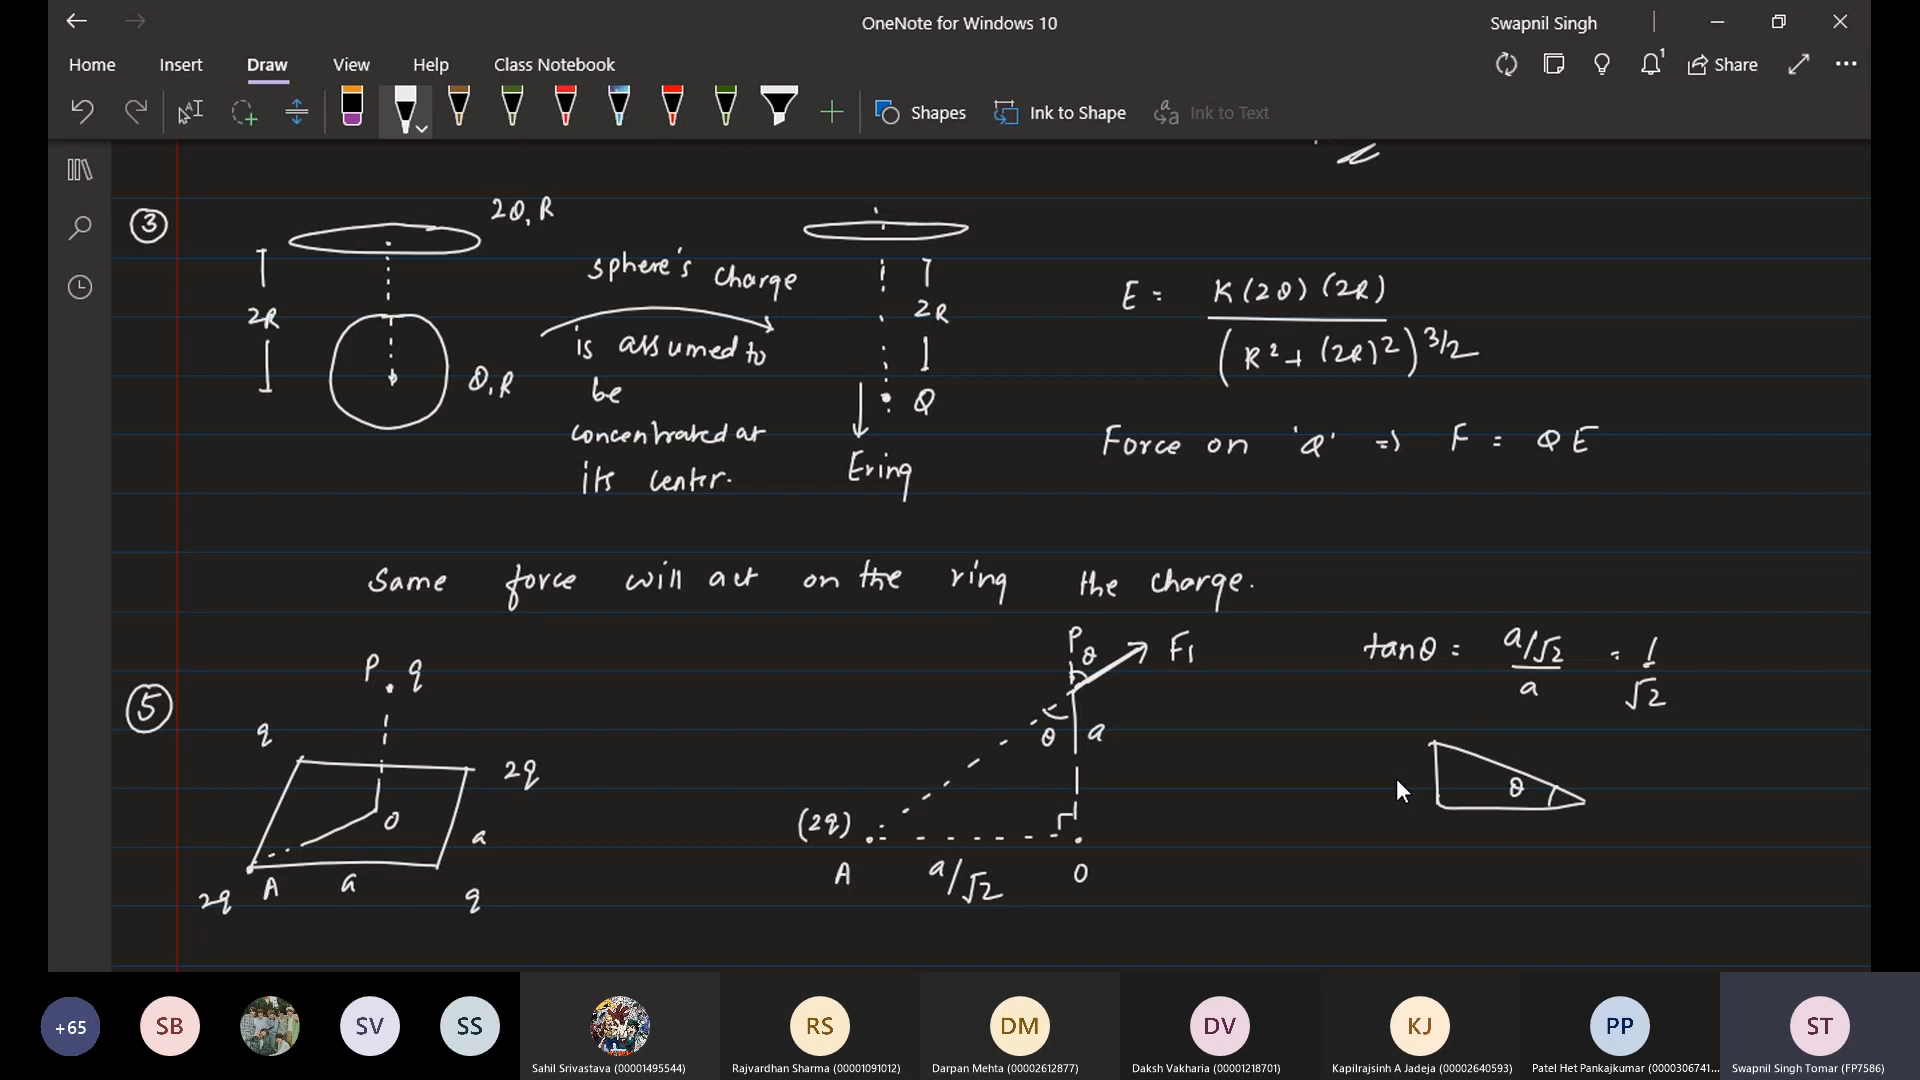 OneNote for Windows 10
Swapnil Singh
Home Insert Draw View Help Class Notebook
1
Share
Shapes Ink to Shape Ink to Text
3
2Q, R
2R
Q, R
sphere's charge
is assumed to
be
concentrated at
its center.
2R
Q
Ering
E = K(2Q)(2R)
(R² + (2R)²)^3/2
Force on 'Q' => F = QE
Same force will act on the ring the charge.
5
P q
q
2q
O
a
2q A a q
P θ F1
θ a
(2q)
A a/√2 O
tanθ = a/√2 = 1
a √2
θ
+65 SB SV SS RS DM DV KJ PP ST
Sahil Srivastava (00001495544) Rajvardhan Sharma (00001091012) Darpan Mehta (00002612877) Daksh Vakharia (00001218701) Kapilrajsinh A Jadeja (00002640593) Patel Het Pankajkumar (0000306741... Swapnil Singh Tomar (FP7586)